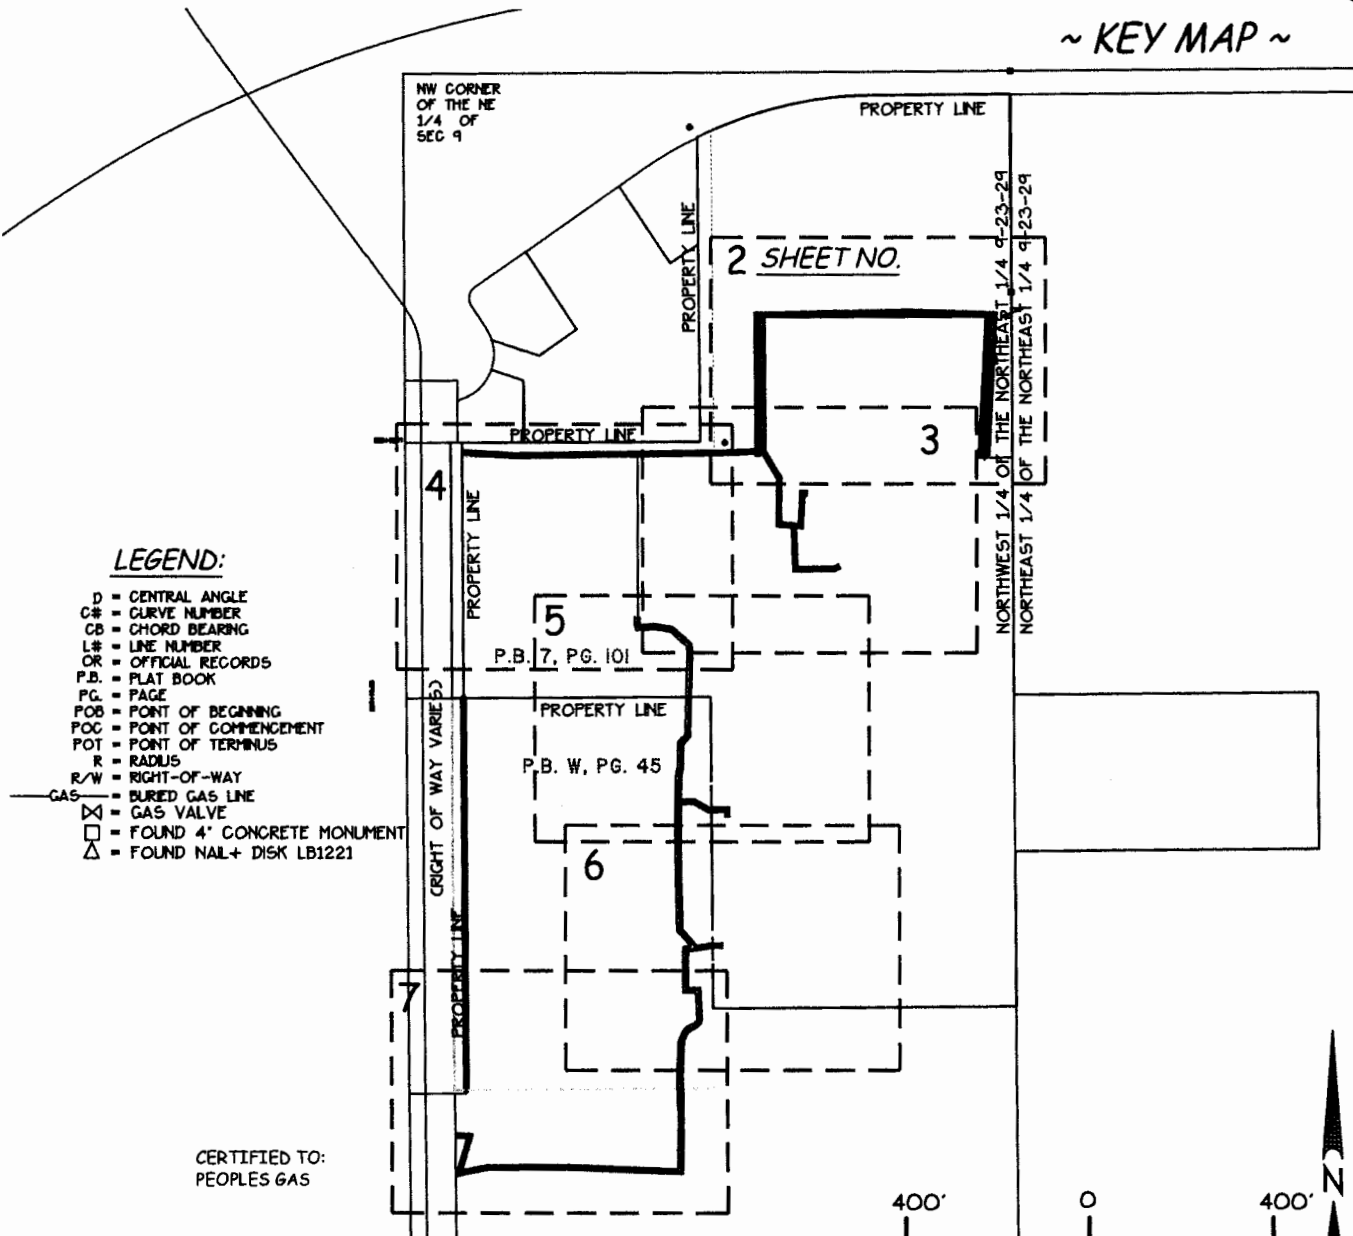 ~ KEY MAP ~
NW CORNER
OF THE NE
1/4 OF
SEC 9
PROPERTY LINE
PROPERTY LINE
NORTHWEST 1/4 OF THE NORTHEAST 1/4 9-23-29
NORTHEAST 1/4 OF THE NORTHEAST 1/4 9-23-29
2 SHEET NO.
3
PROPERTY LINE
4
PROPERTY LINE
LEGEND:
D = CENTRAL ANGLE
C# = CURVE NUMBER
CB = CHORD BEARING
L# = LINE NUMBER
OR = OFFICIAL RECORDS
P.B. = PLAT BOOK
PG. = PAGE
POB = POINT OF BEGINNING
POC = POINT OF COMMENCEMENT
POT = POINT OF TERMINUS
R = RADIUS
R/W = RIGHT-OF-WAY
GAS = BURIED GAS LINE
= GAS VALVE
= FOUND 4" CONCRETE MONUMENT
= FOUND NAIL+ DISK LB1221
5
P.B. 7, PG. 101
PROPERTY LINE
P.B. W, PG. 45
(RIGHT OF WAY VARIES)
6
PROPERTY LINE
7
CERTIFIED TO:
PEOPLES GAS
N
400' 0 400'